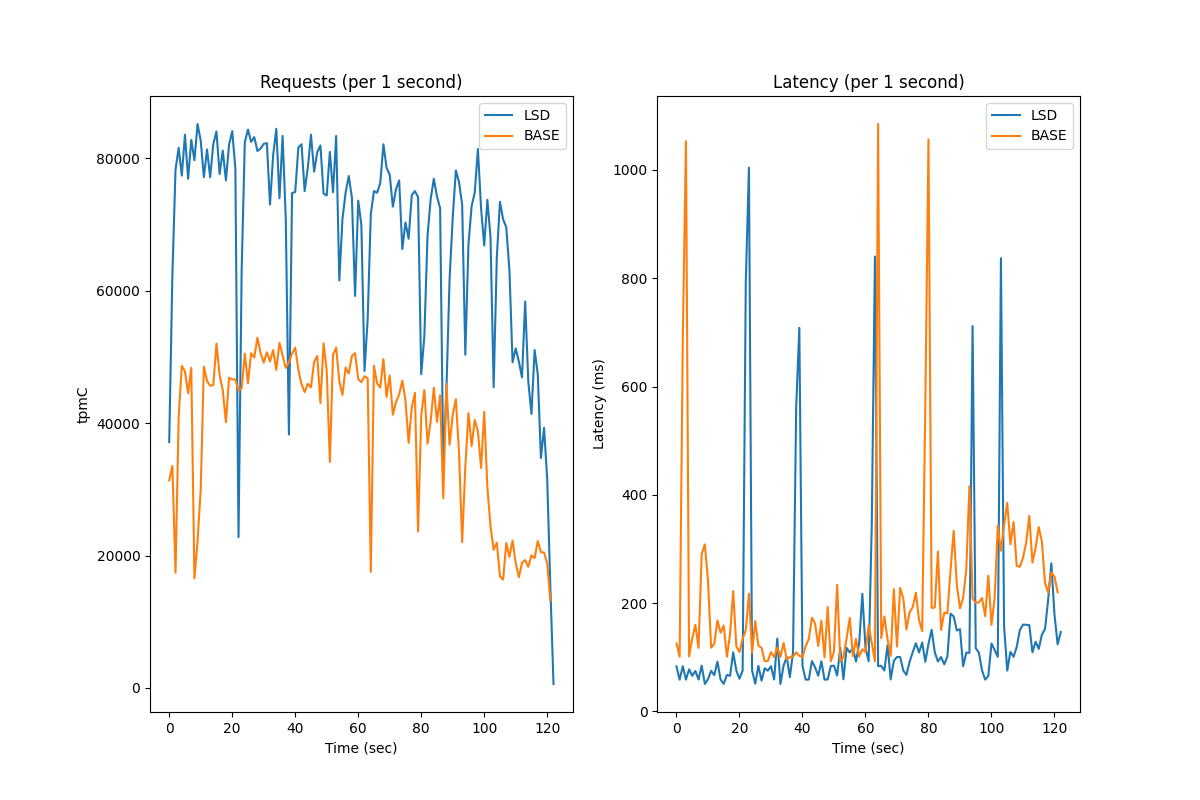 Requests (per 1 second)
LSD
BASE
80000
60000
40000
20000
0
tpmC
0 20 40 60 80 100 120
Time (sec)
Latency (per 1 second)
LSD
BASE
1000
800
600
400
200
0
Latency (ms)
0 20 40 60 80 100 120
Time (sec)